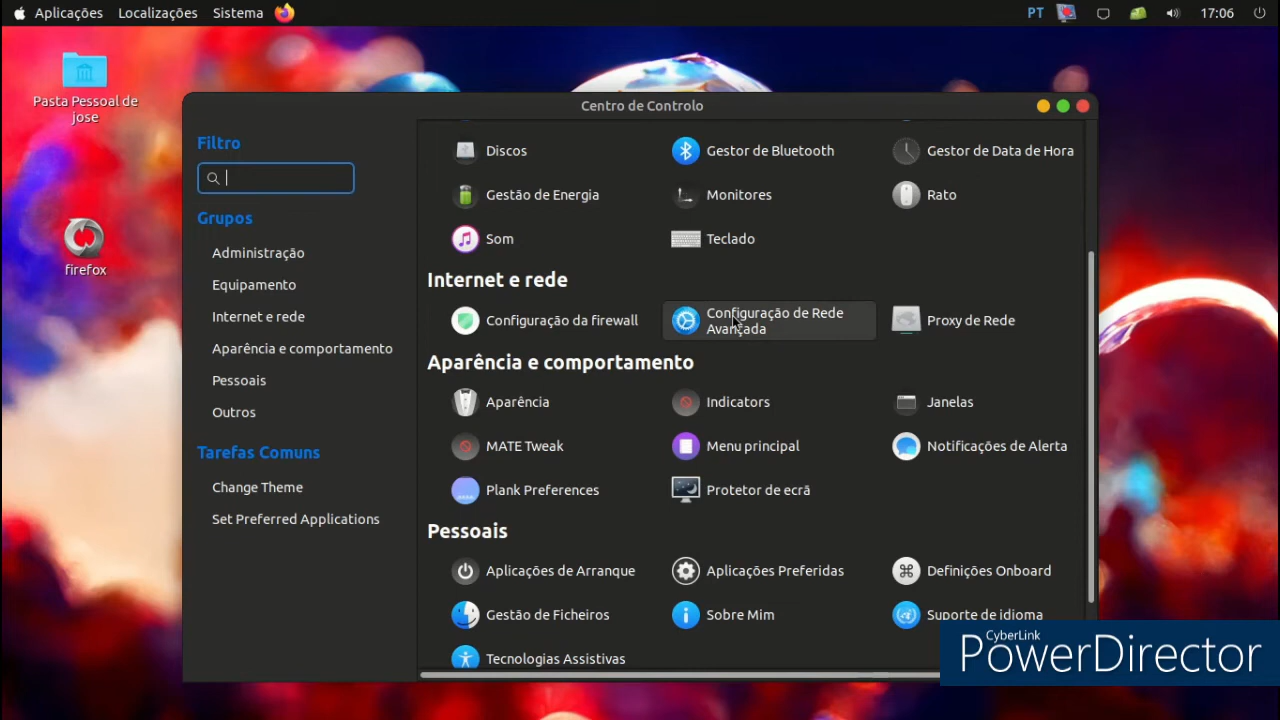 Aplicações Localizações Sistema PT 17:06
Pasta Pessoal de
jose
firefox
Centro de Controlo
Filtro
Grupos
Administração
Equipamento
Internet e rede
Aparência e comportamento
Pessoais
Outros
Tarefas Comuns
Change Theme
Set Preferred Applications
Discos Gestor de Bluetooth Gestor de Data de Hora
Gestão de Energia Monitores Rato
Som Teclado
Internet e rede
Configuração da firewall Configuração de Rede
Avançada Proxy de Rede
Aparência e comportamento
Aparência Indicators Janelas
MATE Tweak Menu principal Notificações de Alerta
Plank Preferences Protetor de ecrã
Pessoais
Aplicações de Arranque Aplicações Preferidas Definições Onboard
Gestão de Ficheiros Sobre Mim Suporte de idioma
Tecnologias Assistivas
CyberLink
PowerDirector